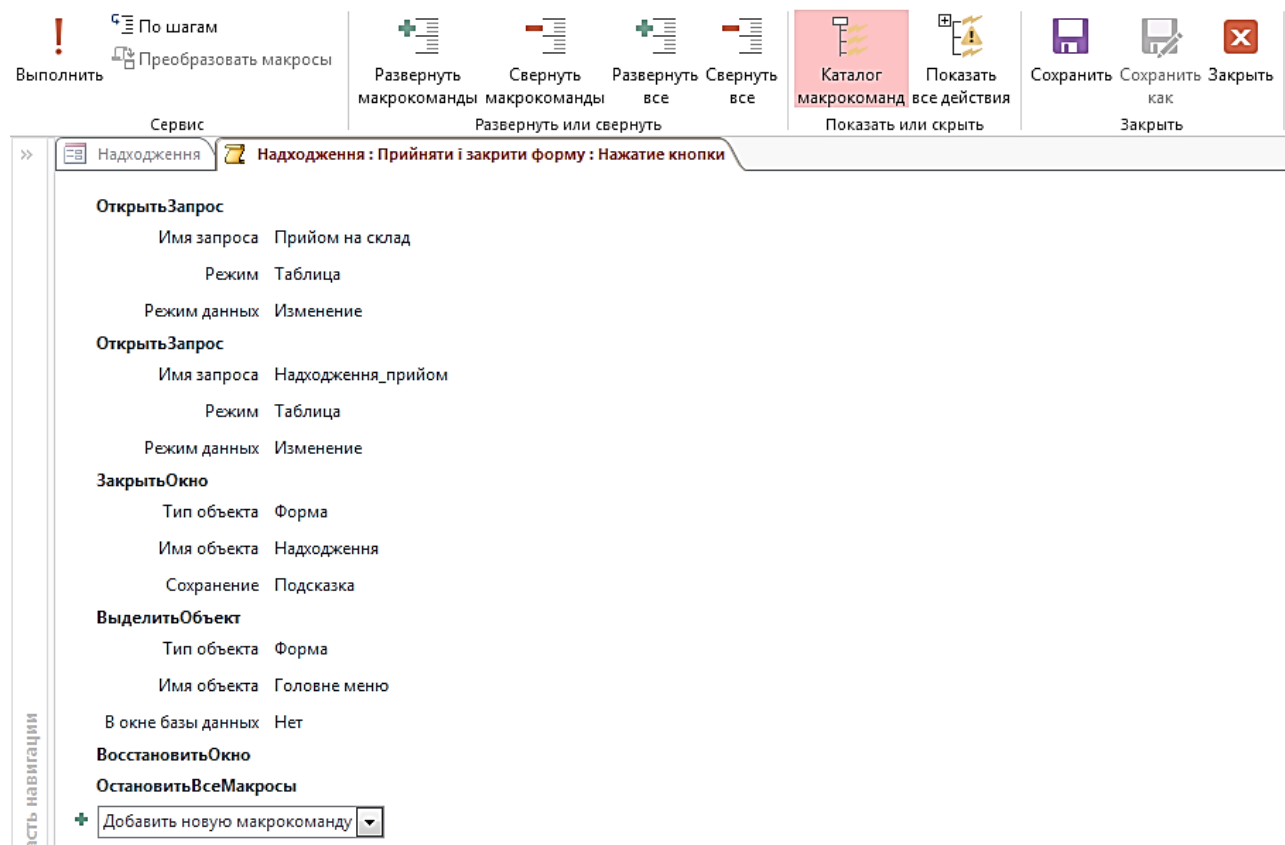 По шагам
Преобразовать макросы
Выполнить
Развернуть макрокоманды
Свернуть макрокоманды
Развернуть все
Свернуть все
Каталог макрокоманд
Показать все действия
Сохранить
Сохранить как
Закрыть
Сервис
Развернуть или свернуть
Показать или скрыть
Закрыть
Надходження
Надходження : Прийняти і закрити форму : Нажатие кнопки
ОткрытьЗапрос
Имя запроса Прийом на склад
Режим Таблица
Режим данных Изменение
ОткрытьЗапрос
Имя запроса Надходження_прийом
Режим Таблица
Режим данных Изменение
ЗакрытьОкно
Тип объекта Форма
Имя объекта Надходження
Сохранение Подсказка
ВыделитьОбъект
Тип объекта Форма
Имя объекта Головне меню
В окне базы данных Нет
ВосстановитьОкно
ОстановитьВсеМакросы
Добавить новую макрокоманду
навигации